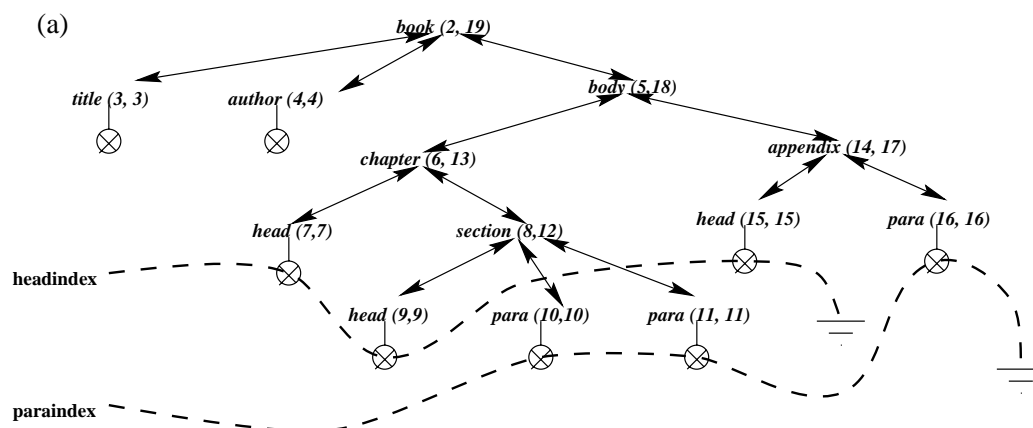 (a)
book (2, 19)
title (3, 3)
author (4,4)
body (5,18)
chapter (6, 13)
appendix (14, 17)
head (7,7)
section (8,12)
head (15, 15)
para (16, 16)
headindex
head (9,9)
para (10,10)
para (11, 11)
paraindex